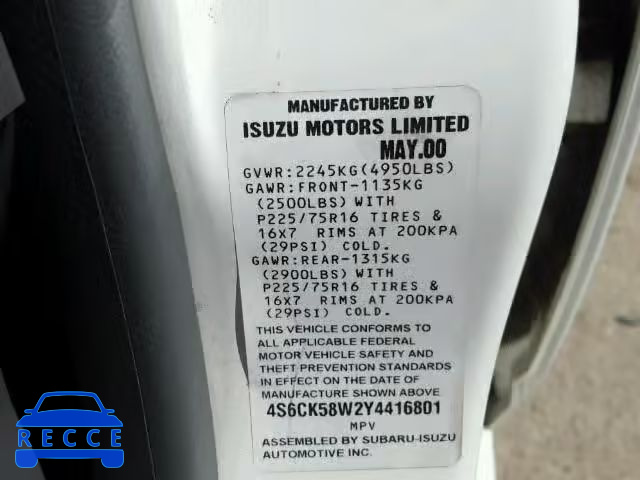 MANUFACTURED BY
ISUZU MOTORS LIMITED
MAY.00
GVWR:2245KG(4950LBS)
GAWR:FRONT-1135KG
(2500LBS) WITH
P225/75R16 TIRES &
16X7 RIMS AT 200KPA
(29PSI) COLD.
GAWR:REAR-1315KG
(2900LBS) WITH
P225/75R16 TIRES &
16X7 RIMS AT 200KPA
(29PSI) COLD.
THIS VEHICLE CONFORMS TO
ALL APPLICABLE FEDERAL
MOTOR VEHICLE SAFETY AND
THEFT PREVENTION STANDARDS
IN EFFECT ON THE DATE OF
MANUFACTURE SHOWN ABOVE
4S6CK58W2Y4416801
MPV
ASSEMBLED BY SUBARU-ISUZU
AUTOMOTIVE INC.
RECCE